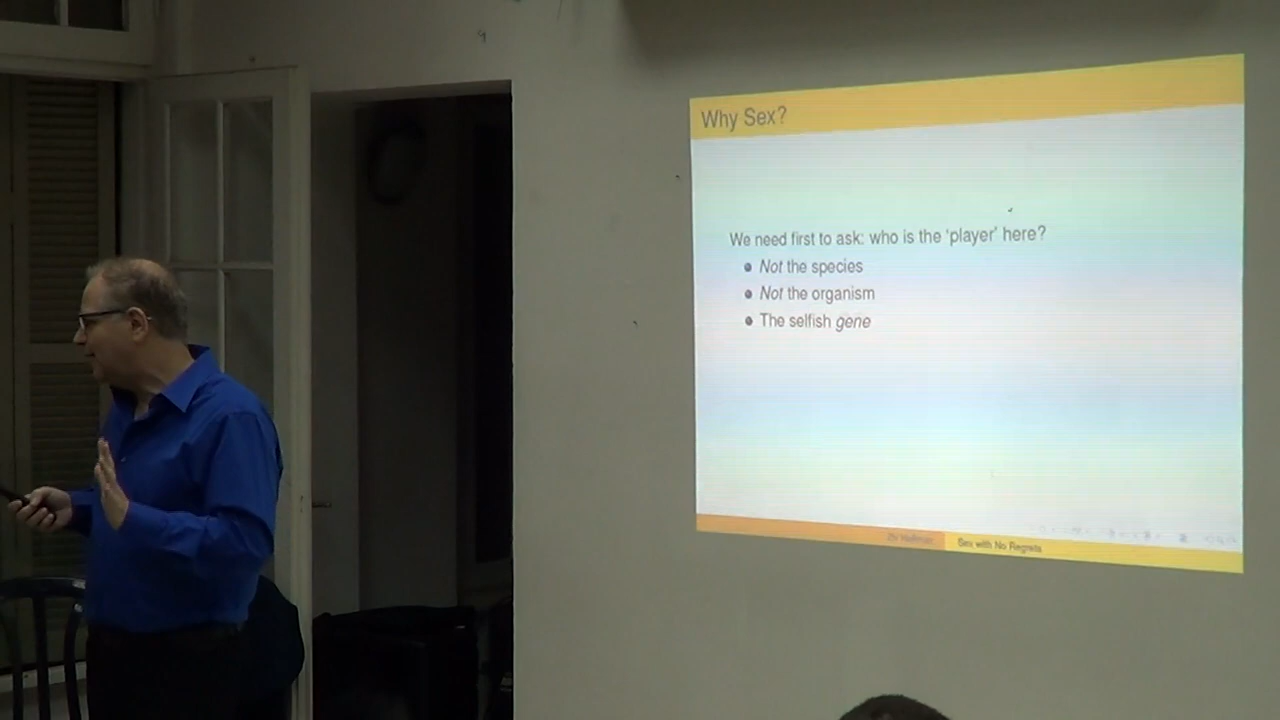 Why Sex?
We need first to ask: who is the ‘player’ here?
Not the species
Not the organism
The selfish gene
Sex with No Regrets